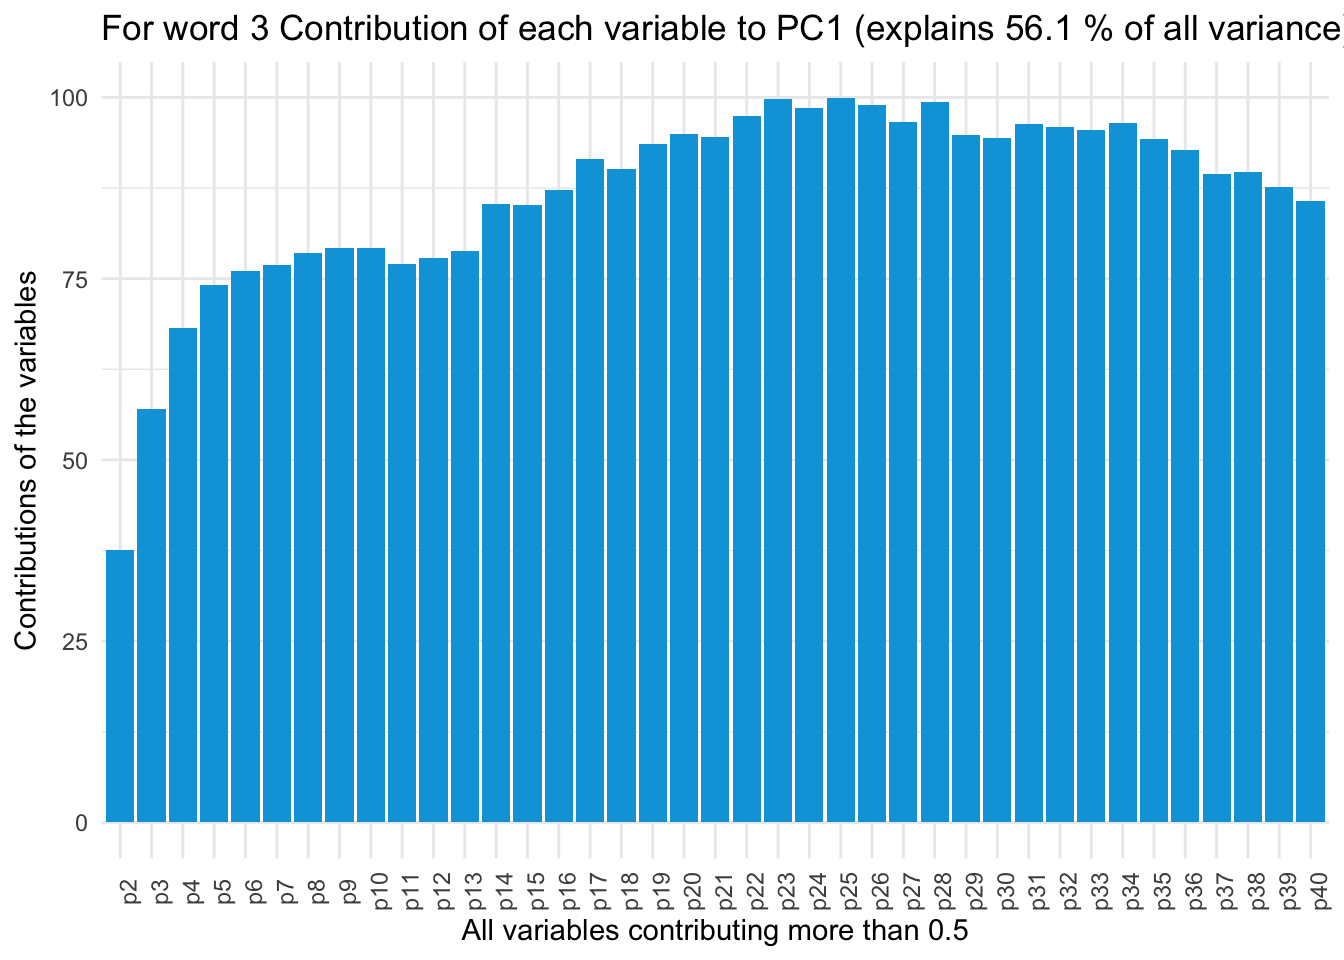 For word 3 Contribution of each variable to PC1 (explains 56.1 % of all variance)
100
75
50
25
0
Contributions of the variables
p2 p3 p4 p5 p6 p7 p8 p9 p10 p11 p12 p13 p14 p15 p16 p17 p18 p19 p20 p21 p22 p23 p24 p25 p26 p27 p28 p29 p30 p31 p32 p33 p34 p35 p36 p37 p38 p39 p40
All variables contributing more than 0.5